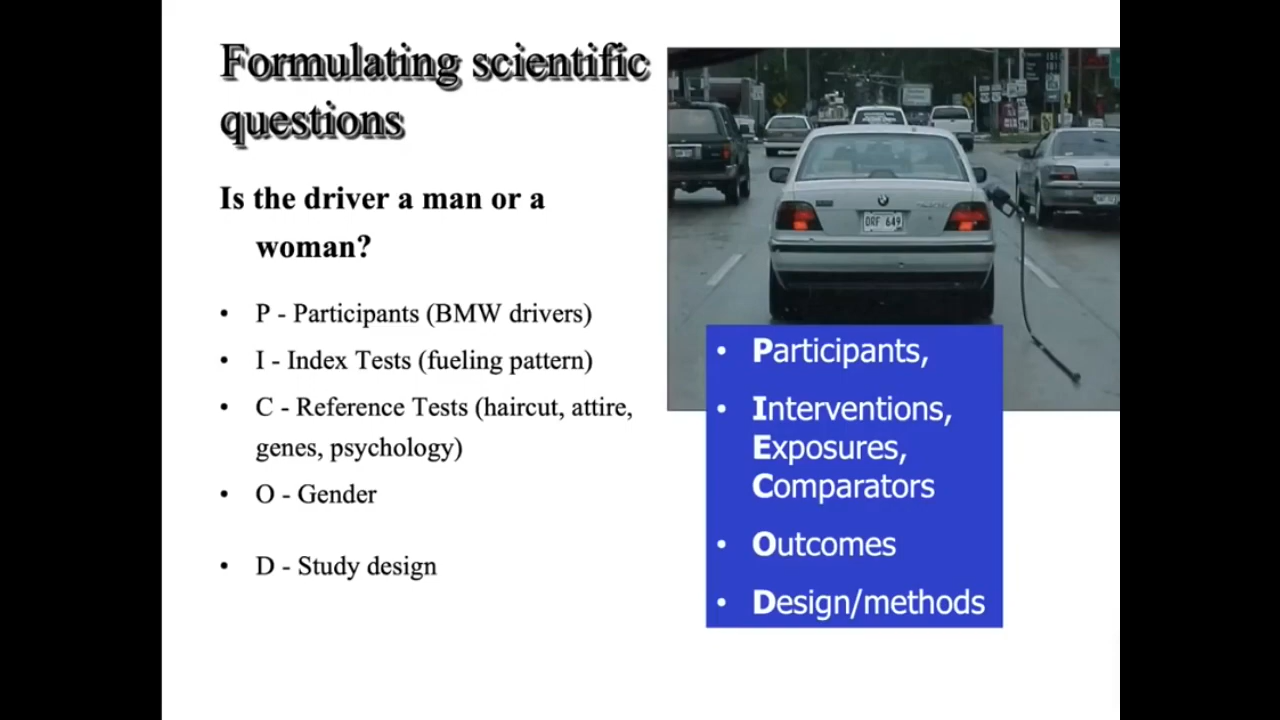 Formulating scientific
questions
Is the driver a man or a
woman?
• P - Participants (BMW drivers)
• I - Index Tests (fueling pattern)
• C - Reference Tests (haircut, attire,
genes, psychology)
• O - Gender
• D - Study design
DRF 649
• Participants,
• Interventions,
Exposures,
Comparators
• Outcomes
• Design/methods